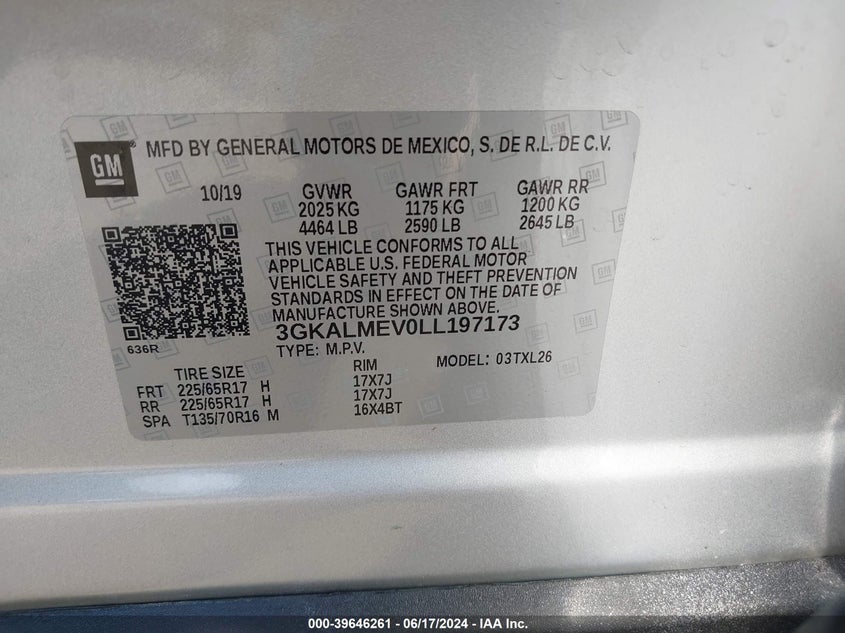 GM MFD BY GENERAL MOTORS DE MEXICO, S. DE R.L. DE C.V.
10/19 GVWR GAWR FRT GAWR RR
2025 KG 1175 KG 1200 KG
4464 LB 2590 LB 2645 LB
THIS VEHICLE CONFORMS TO ALL
APPLICABLE U.S. FEDERAL MOTOR
VEHICLE SAFETY AND THEFT PREVENTION
STANDARDS IN EFFECT ON THE DATE OF
MANUFACTURE SHOWN ABOVE.
3GKALMEV0LL197173
636R TYPE: M.P.V. MODEL: 03TXL26
TIRE SIZE RIM
FRT 225/65R17 H 17X7J
RR 225/65R17 H 17X7J
SPA T135/70R16 M 16X4BT
000-39646261 - 06/17/2024 - IAA Inc.